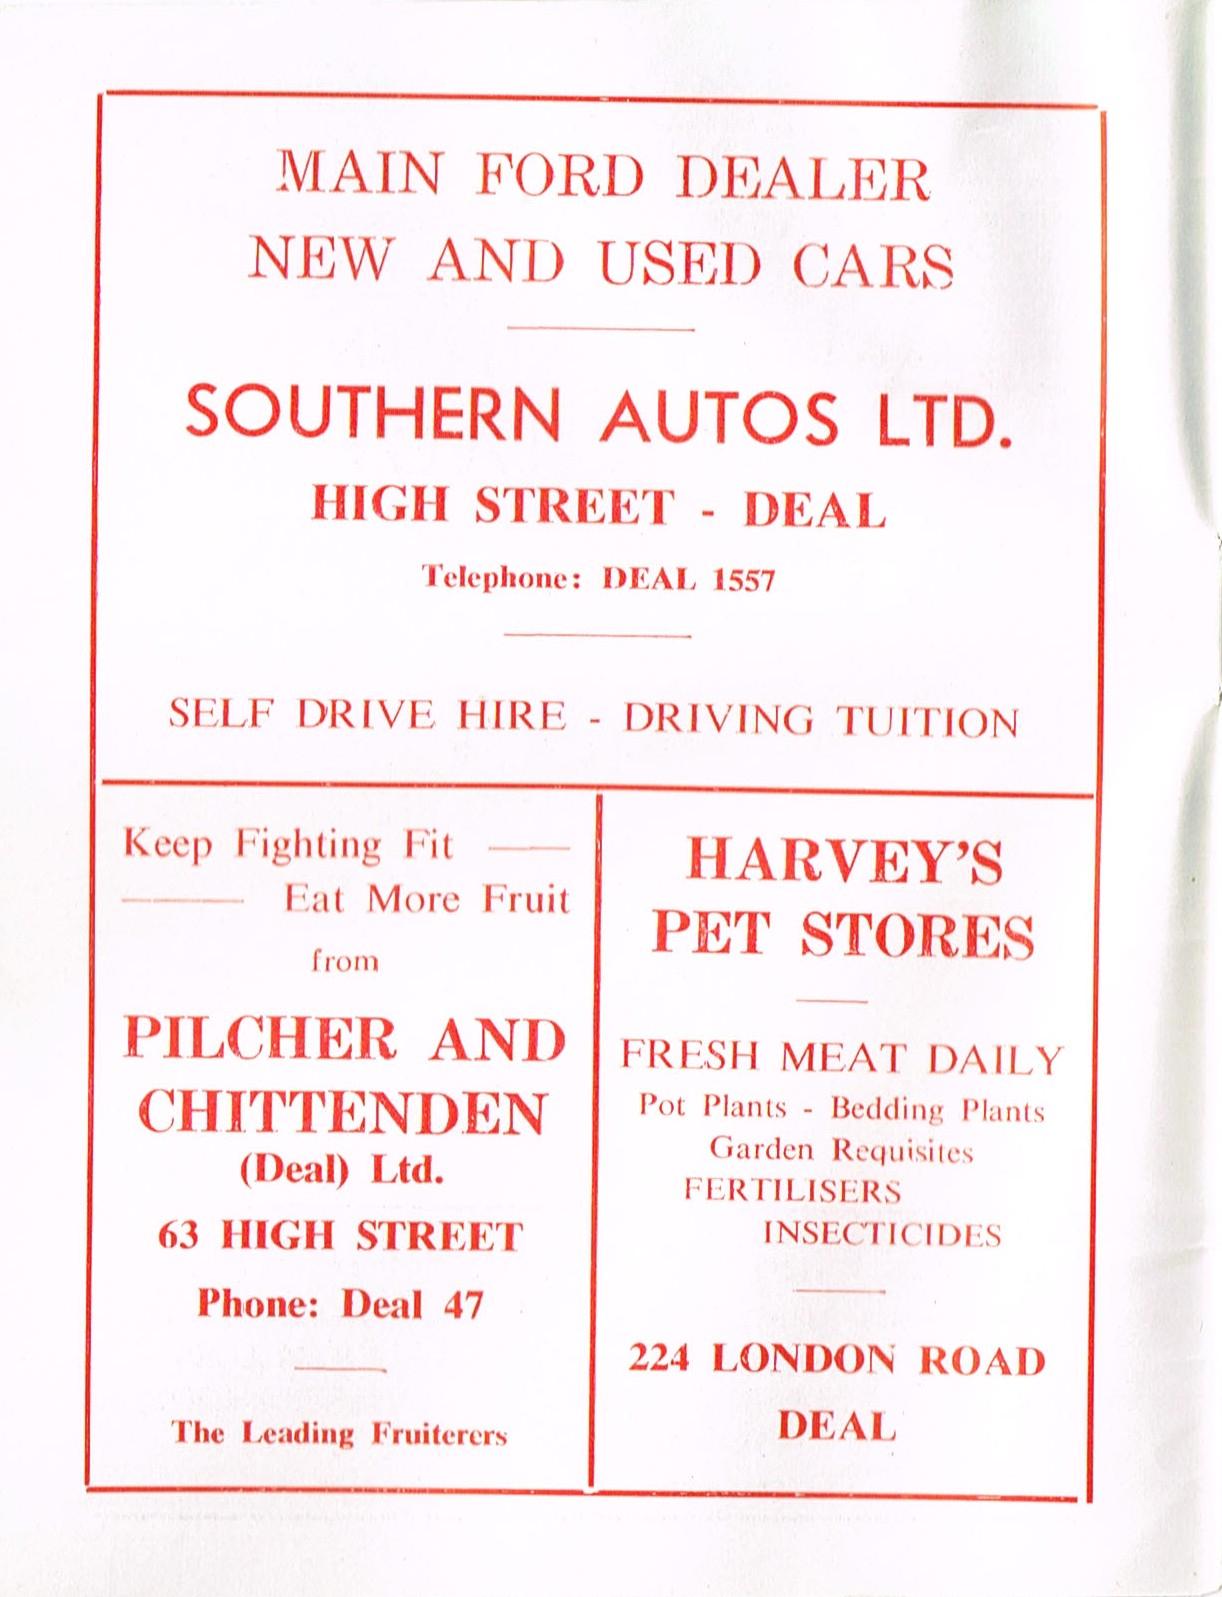 MAIN FORD DEALER
NEW AND USED CARS
SOUTHERN AUTOS LTD.
HIGH STREET - DEAL
Telephone: DEAL 1557
SELF DRIVE HIRE - DRIVING TUITION
Keep Fighting Fit
Eat More Fruit
from
PILCHER AND
CHITTENDEN
(Deal) Ltd.
63 HIGH STREET
Phone: Deal 47
The Leading Fruiterers
HARVEY'S
PET STORES
FRESH MEAT DAILY
Pot Plants - Bedding Plants
Garden Requisites
FERTILISERS
INSECTICIDES
224 LONDON ROAD
DEAL